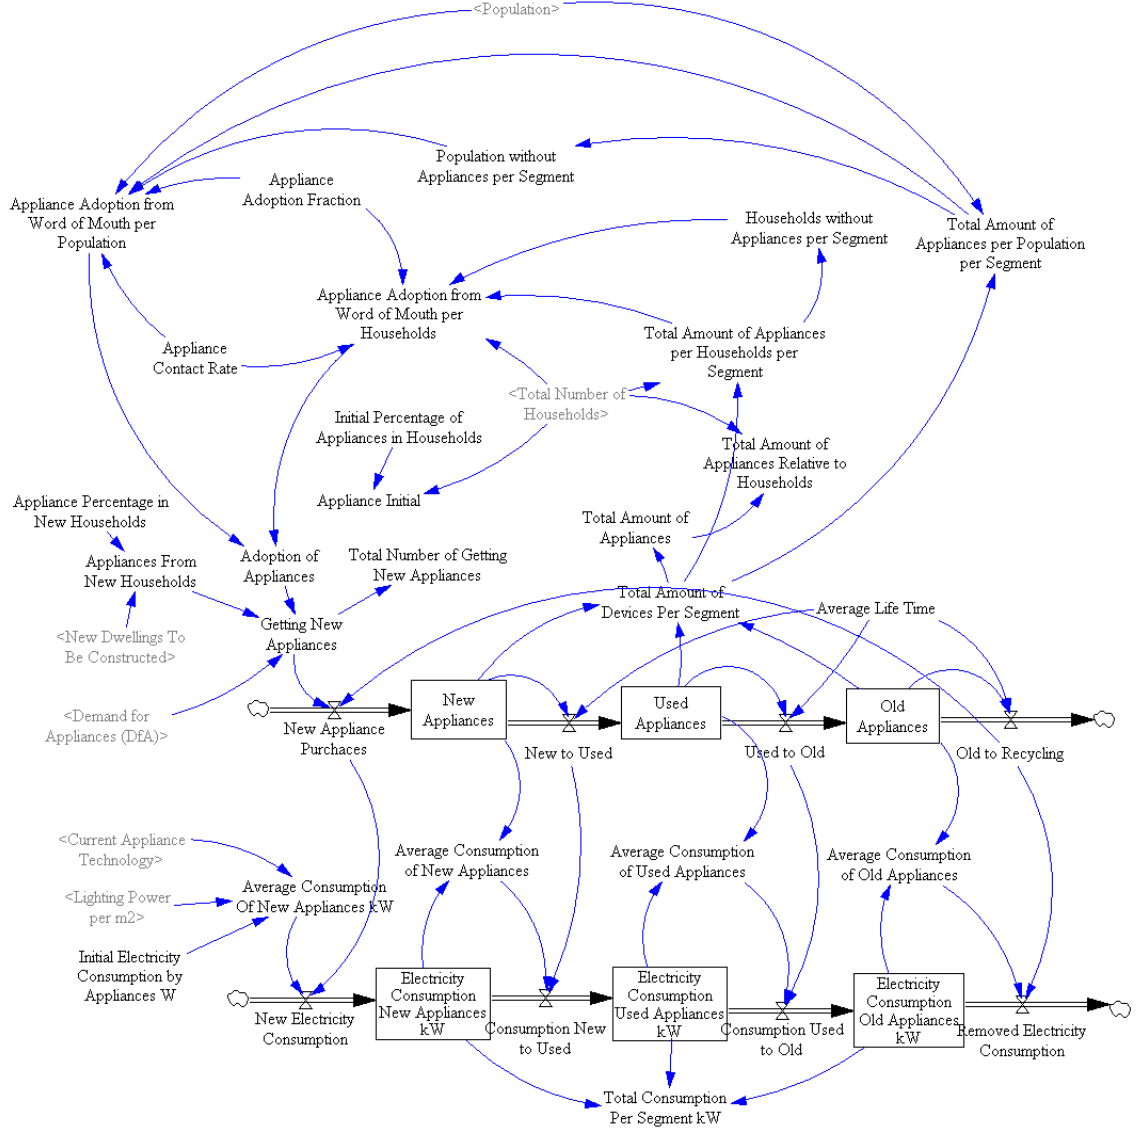 <Population>
Population without
Appliances per Segment
Appliance
Adoption Fraction
Appliance Adoption from
Word of Mouth per
Population
Households without
Appliances per Segment
Total Amount of
Appliances per Population
per Segment
Appliance Adoption from
Word of Mouth per
Households
Total Amount of Appliances
per Households per
Segment
Appliance
Contact Rate
<Total Number of
Households>
Initial Percentage of
Appliances in Households
Total Amount of
Appliances Relative to
Households
Appliance Initial
Appliance Percentage in
New Households
Total Amount of
Appliances
Appliances From
New Households
Adoption of
Appliances
Total Number of Getting
New Appliances
Total Amount of
Devices Per Segment
Average Life Time
Getting New
Appliances
<New Dwellings To
Be Constructed>
<Demand for
Appliances (DfA)>
New
Appliances
Used
Appliances
Old
Appliances
New Appliance
Purchaces
New to Used
Used to Old
Old to Recycling
<Current Appliance
Technology>
Average Consumption
of New Appliances
Average Consumption
of Used Appliances
Average Consumption
of Old Appliances
Average Consumption
Of New Appliances kW
<Lighting Power
per m2>
Initial Electricity
Consumption by
Appliances W
Electricity
Consumption
New Appliances
kW
Electricity
Consumption
Used Appliances
kW
Electricity
Consumption
Old Appliances
kW
New Electricity
Consumption
Consumption New
to Used
Consumption Used
to Old
Removed Electricity
Consumption
Total Consumption
Per Segment kW